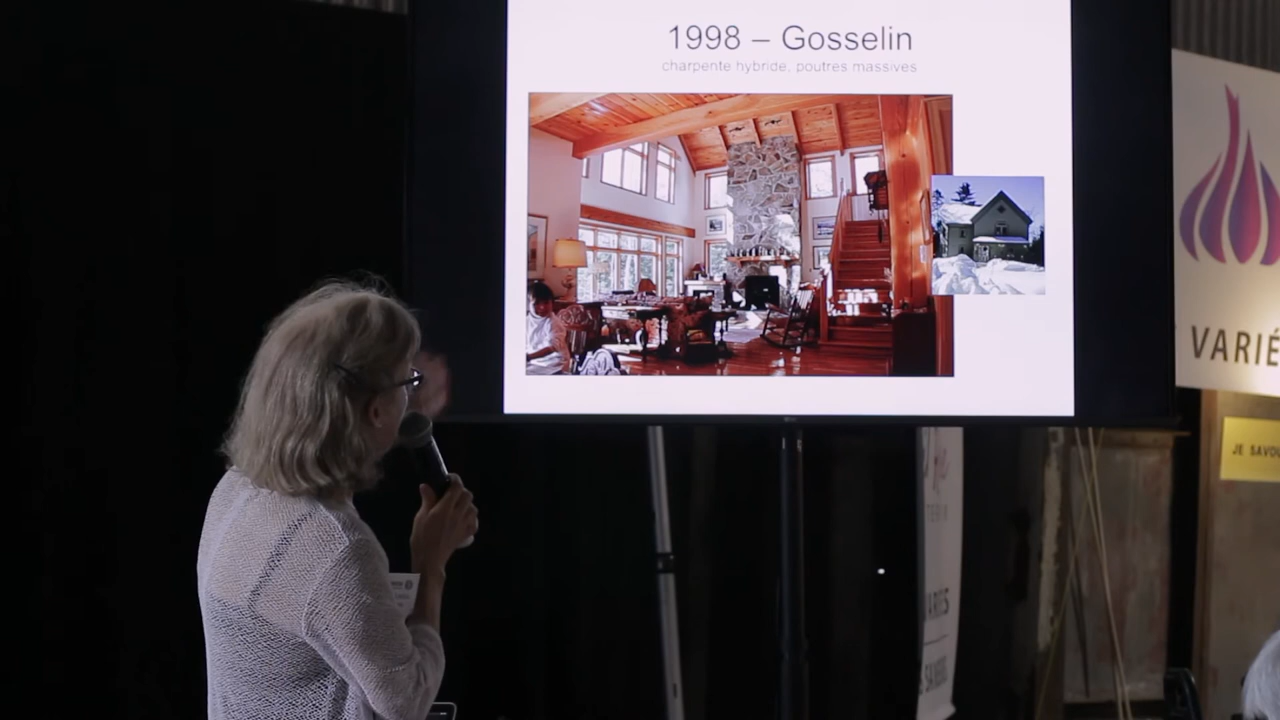 1998 – Gosselin
charpente hybride, poutres massives
VARIÉ
JE SAVOU